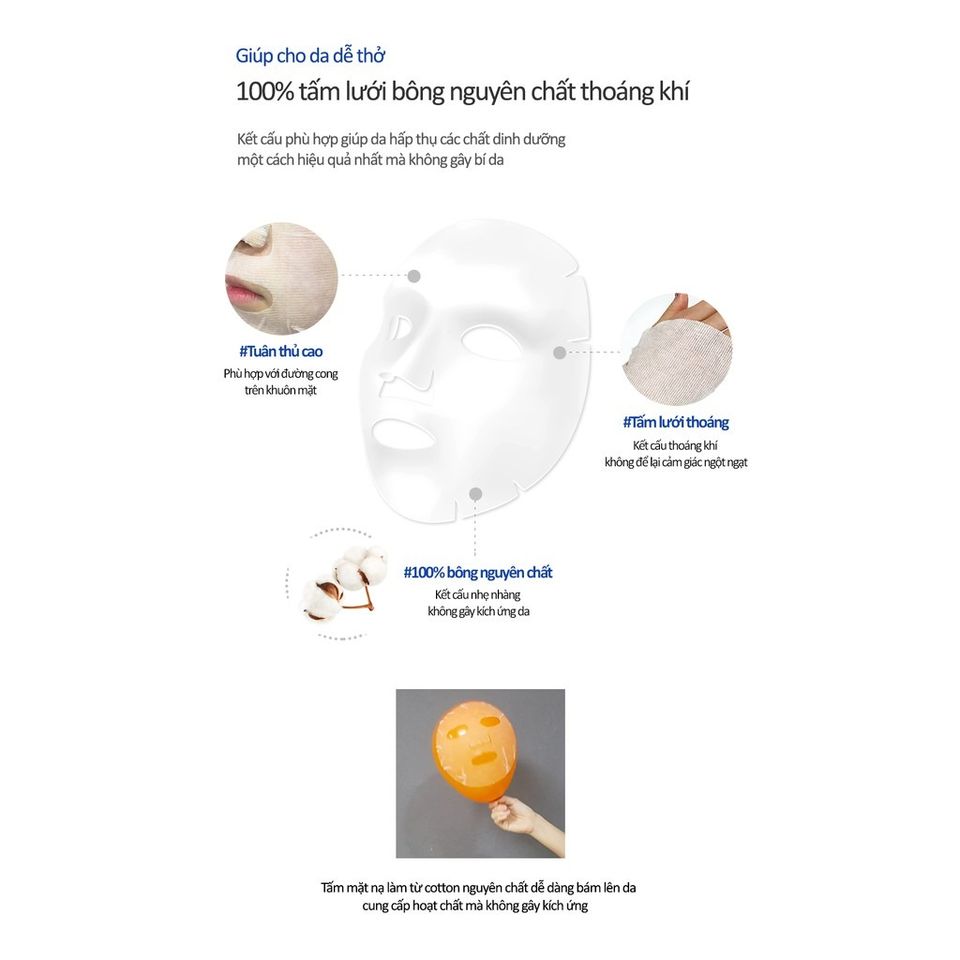 Giúp cho da dễ thở
100% tấm lưới bông nguyên chất thoáng khí
Kết cấu phù hợp giúp da hấp thụ các chất dinh dưỡng
một cách hiệu quả nhất mà không gây bí da
#Tuân thủ cao
Phù hợp với đường cong
trên khuôn mặt
#Tấm lưới thoáng
Kết cấu thoáng khí
không để lại cảm giác ngột ngạt
#100% bông nguyên chất
Kết cấu nhẹ nhàng
không gây kích ứng da
Tấm mặt nạ làm từ cotton nguyên chất dễ dàng bám lên da
cung cấp hoạt chất mà không gây kích ứng